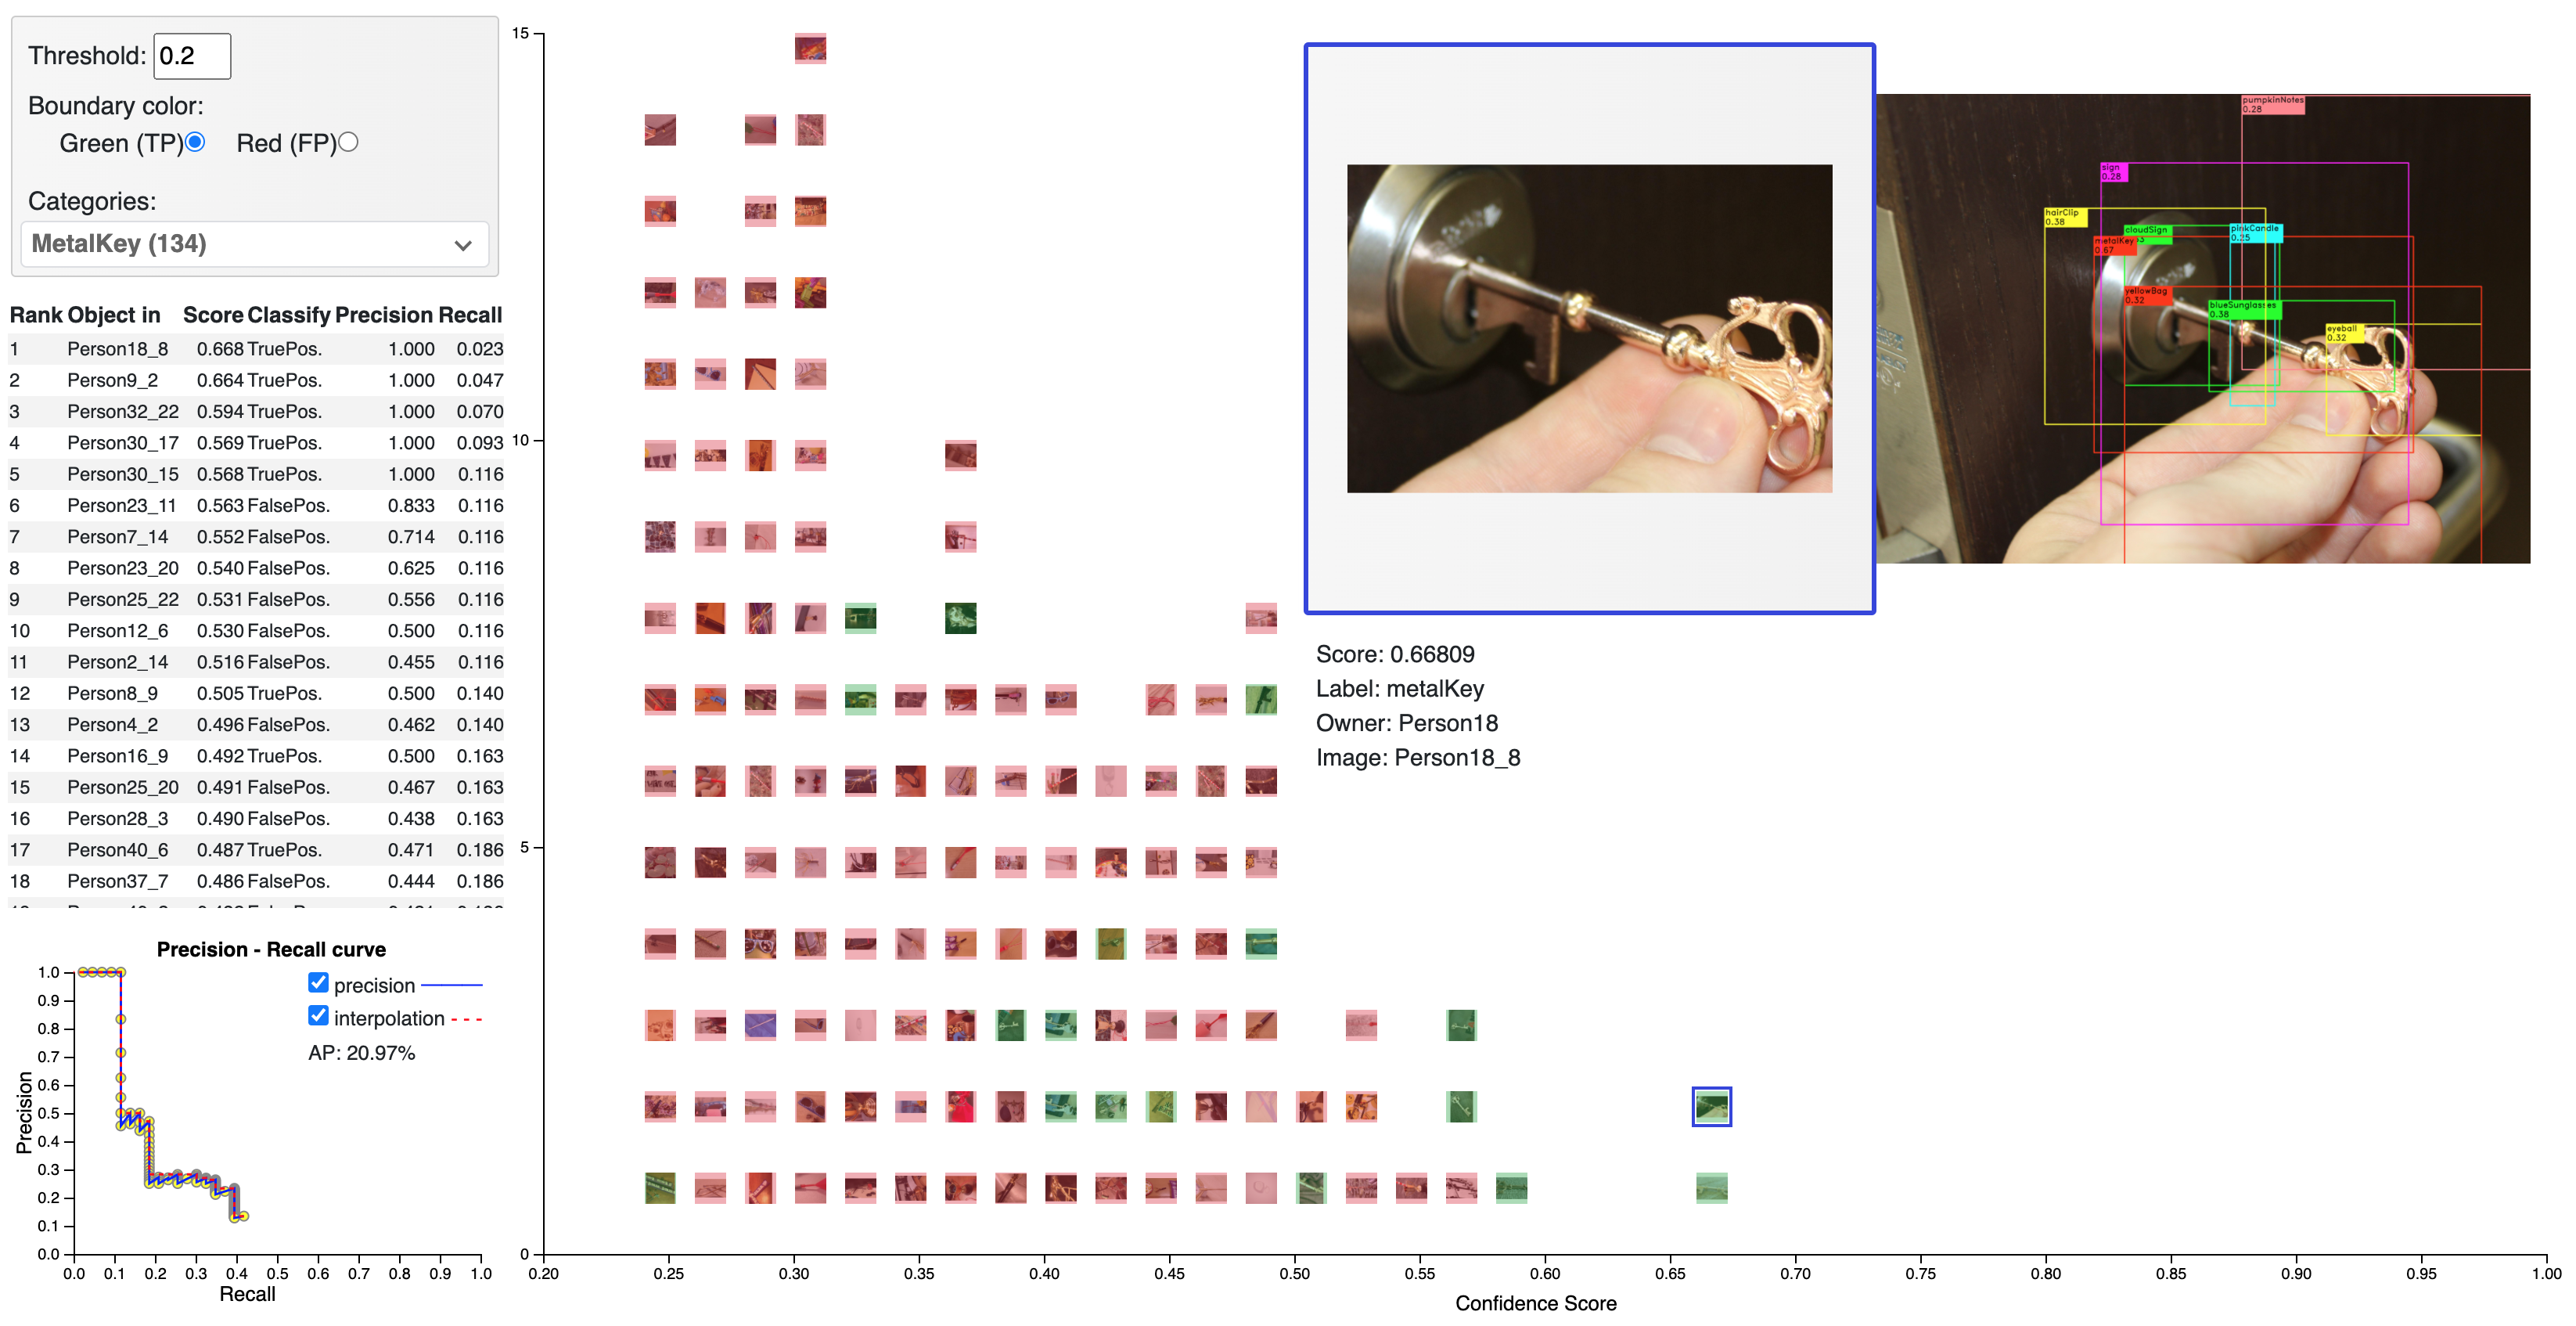 Threshold: 0.2
Boundary color:
Green (TP) Red (FP)
Categories:
MetalKey (134)
Rank Object in Score Classify Precision Recall
1 Person18_8 0.668 TruePos. 1.000 0.023
2 Person9_2 0.664 TruePos. 1.000 0.047
3 Person32_22 0.594 TruePos. 1.000 0.070
4 Person30_17 0.569 TruePos. 1.000 0.093
5 Person30_15 0.568 TruePos. 1.000 0.116
6 Person23_11 0.563 FalsePos. 0.833 0.116
7 Person7_14 0.552 FalsePos. 0.714 0.116
8 Person23_20 0.540 FalsePos. 0.625 0.116
9 Person25_22 0.531 FalsePos. 0.556 0.116
10 Person12_6 0.530 FalsePos. 0.500 0.116
11 Person2_14 0.516 FalsePos. 0.455 0.116
12 Person8_9 0.505 TruePos. 0.500 0.140
13 Person4_2 0.496 FalsePos. 0.462 0.140
14 Person16_9 0.492 TruePos. 0.500 0.163
15 Person25_20 0.491 FalsePos. 0.467 0.163
16 Person28_3 0.490 FalsePos. 0.438 0.163
17 Person40_6 0.487 TruePos. 0.471 0.186
18 Person37_7 0.486 FalsePos. 0.444 0.186
Precision - Recall curve
precision
interpolation
AP: 20.97%
Precision
1.0
0.9
0.8
0.7
0.6
0.5
0.4
0.3
0.2
0.1
0.0
0.0 0.1 0.2 0.3 0.4 0.5 0.6 0.7 0.8 0.9 1.0
Recall
15
10
5
0
0.20 0.25 0.30 0.35 0.40 0.45 0.50 0.55 0.60 0.65 0.70 0.75 0.80 0.85 0.90 0.95 1.00
Confidence Score
Score: 0.66809
Label: metalKey
Owner: Person18
Image: Person18_8
pumpkinNotes
0.28
sign
0.28
hairClip
0.38
cloudSign
pinkCandle
0.25
metalKey
0.67
yellowBag
0.32
blueSunglasses
0.38
eyeball
0.32